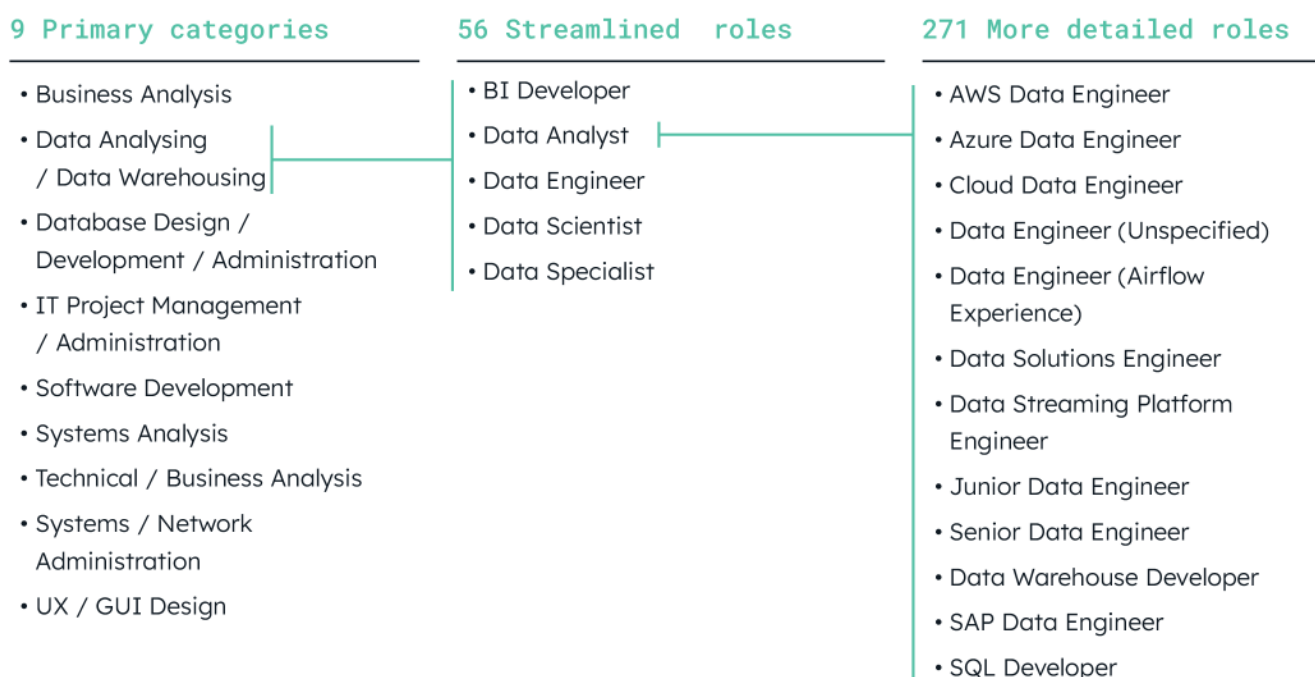 9 Primary categories
• Business Analysis
• Data Analysing
/ Data Warehousing
• Database Design /
Development / Administration
• IT Project Management
/ Administration
• Software Development
• Systems Analysis
• Technical / Business Analysis
• Systems / Network
Administration
• UX / GUI Design
56 Streamlined roles
• BI Developer
• Data Analyst
• Data Engineer
• Data Scientist
• Data Specialist
271 More detailed roles
• AWS Data Engineer
• Azure Data Engineer
• Cloud Data Engineer
• Data Engineer (Unspecified)
• Data Engineer (Airflow
Experience)
• Data Solutions Engineer
• Data Streaming Platform
Engineer
• Junior Data Engineer
• Senior Data Engineer
• Data Warehouse Developer
• SAP Data Engineer
• SQL Developer